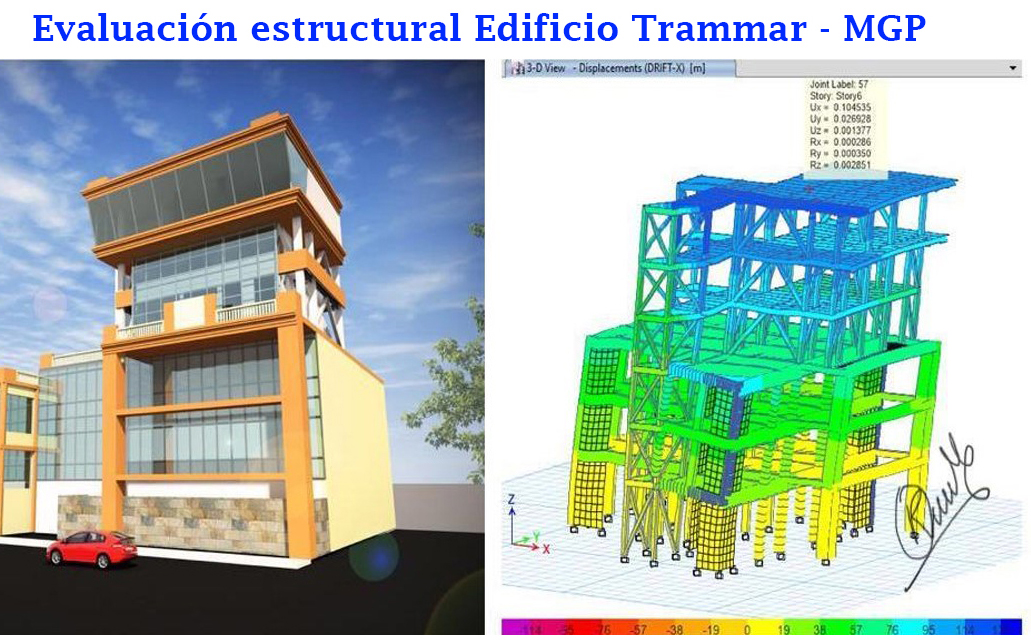 Evaluación estructural Edificio Trammar - MGP
3-D View - Displacements (DRIFT-X) [m]
Joint Label: 57
Story: Story6
Ux = 0.104535
Uy = 0.026928
Uz = 0.001377
Rx = 0.000286
Ry = 0.000350
Rz = 0.002851
Z
Y
X
-114 -95 -76 -57 -38 -19 0 19 38 57 76 95 114